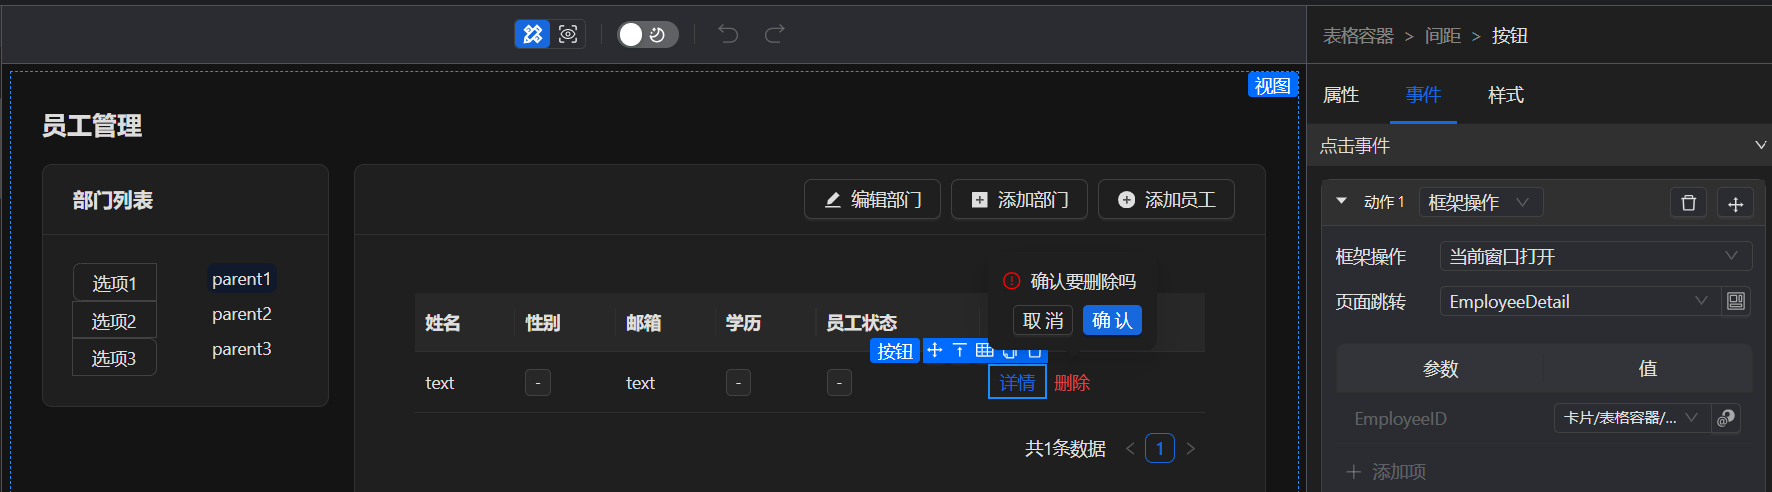 表格容器 > 间距 > 按钮
视图
属性 事件 样式
员工管理
点击事件
部门列表
编辑部门 添加部门 添加员工
动作 1 框架操作
框架操作 当前窗口打开
页面跳转 EmployeeDetail
选项1 parent1
选项2 parent2
选项3 parent3
确认要删除吗
取 消 确 认
姓名 性别 邮箱 学历 员工状态
按钮
text - text - - 详情 删除
共1条数据 < 1 >
参数 值
EmployeeID 卡片/表格容器/...
添加项